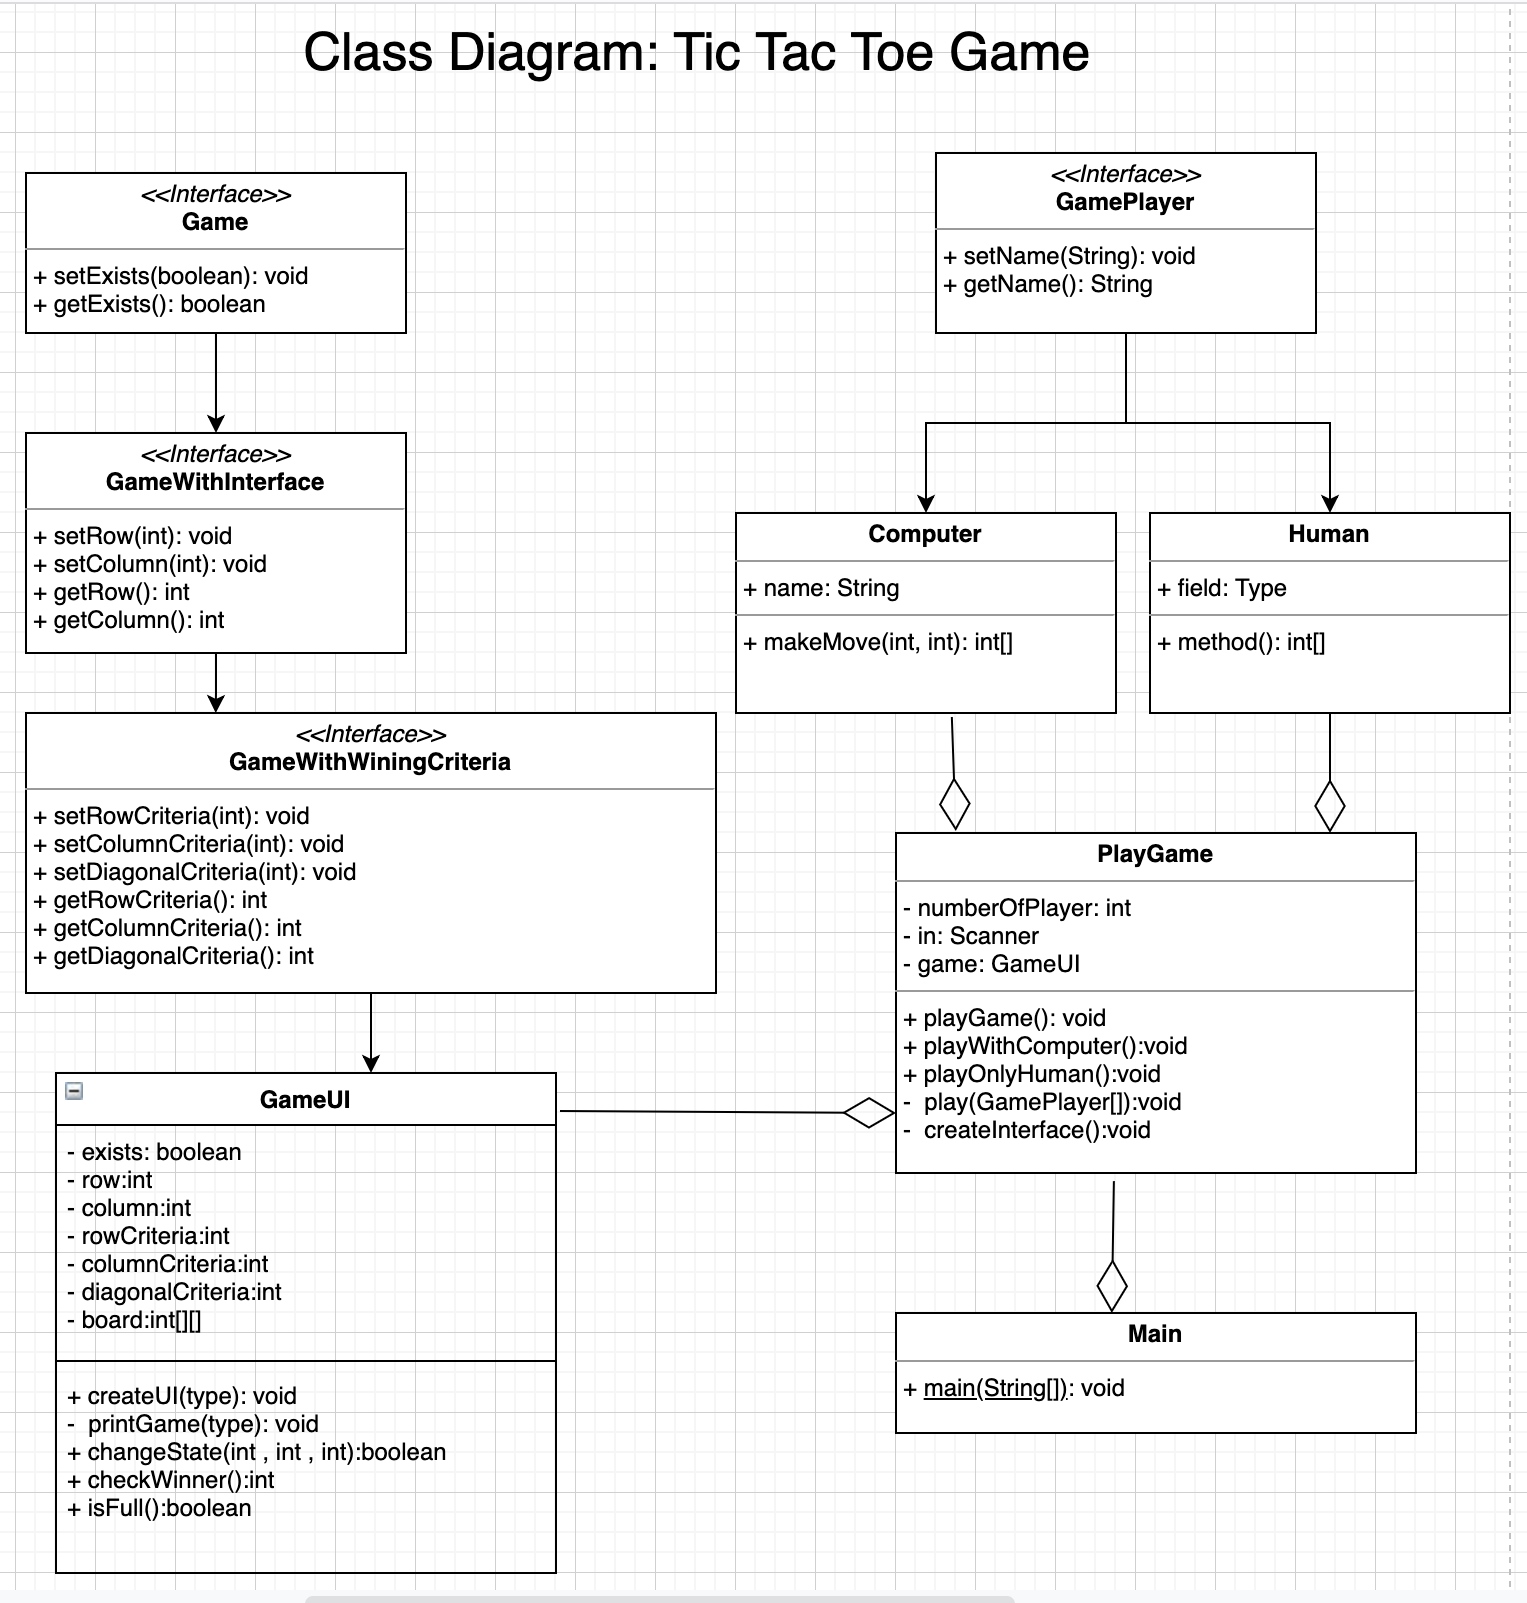 Class Diagram: Tic Tac Toe Game
<<Interface>>
Game
+ setExists(boolean): void
+ getExists(): boolean
<<Interface>>
GamePlayer
+ setName(String): void
+ getName(): String
<<Interface>>
GameWithInterface
+ setRow(int): void
+ setColumn(int): void
+ getRow(): int
+ getColumn(): int
Computer
+ name: String
+ makeMove(int, int): int[]
Human
+ field: Type
+ method(): int[]
<<Interface>>
GameWithWiningCriteria
+ setRowCriteria(int): void
+ setColumnCriteria(int): void
+ setDiagonalCriteria(int): void
+ getRowCriteria(): int
+ getColumnCriteria(): int
+ getDiagonalCriteria(): int
PlayGame
- numberOfPlayer: int
- in: Scanner
- game: GameUI
+ playGame(): void
+ playWithComputer():void
+ playOnlyHuman():void
- play(GamePlayer[]):void
- createInterface():void
GameUI
- exists: boolean
- row:int
- column:int
- rowCriteria:int
- columnCriteria:int
- diagonalCriteria:int
- board:int[][]
+ createUI(type): void
- printGame(type): void
+ changeState(int , int , int):boolean
+ checkWinner():int
+ isFull():boolean
Main
+ main(String[]): void